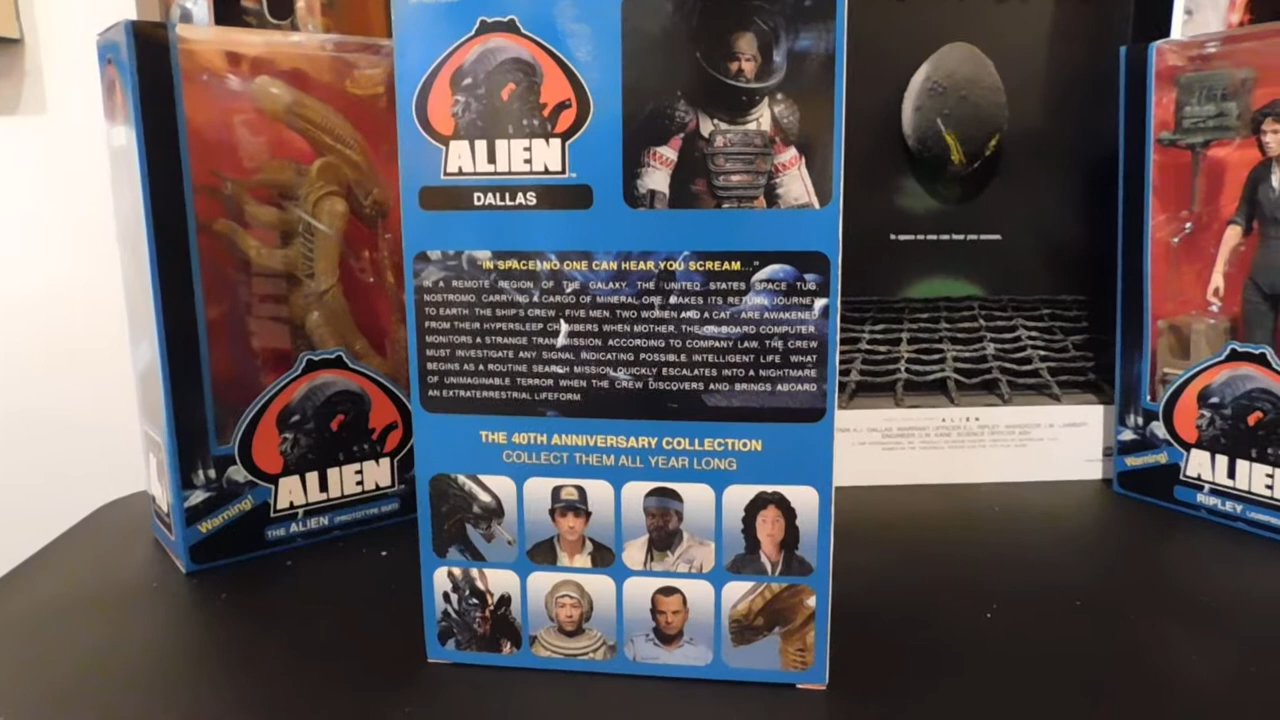 ALIEN
DALLAS
"IN SPACE, NO ONE CAN HEAR YOU SCREAM..."
IN A REMOTE REGION OF THE GALAXY, THE UNITED STATES SPACE TUG,
NOSTROMO, CARRYING A CARGO OF MINERAL ORE, MAKES ITS RETURN JOURNEY
TO EARTH. THE SHIP'S CREW - FIVE MEN, TWO WOMEN AND A CAT - ARE AWAKENED
FROM THEIR HYPERSLEEP CHAMBERS WHEN MOTHER, THE ON-BOARD COMPUTER,
MONITORS A STRANGE TRANSMISSION. ACCORDING TO COMPANY LAW, THE CREW
MUST INVESTIGATE ANY SIGNAL INDICATING POSSIBLE INTELLIGENT LIFE. WHAT
BEGINS AS A ROUTINE SEARCH MISSION QUICKLY ESCALATES INTO A NIGHTMARE
OF UNIMAGINABLE TERROR WHEN THE CREW DISCOVERS AND BRINGS ABOARD
AN EXTRATERRESTRIAL LIFEFORM.
THE 40TH ANNIVERSARY COLLECTION
COLLECT THEM ALL YEAR LONG
ALIEN
Warning!
THE ALIEN (PROTOTYPE SUIT)
In space no one can hear you scream.
ALIEN
Warning!
ALIE
RIPLEY